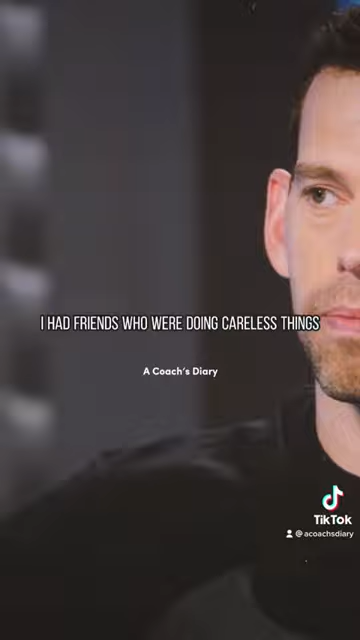 I HAD FRIENDS WHO WERE DOING CARELESS THINGS
A Coach's Diary
TikTok
@acoachsdiary